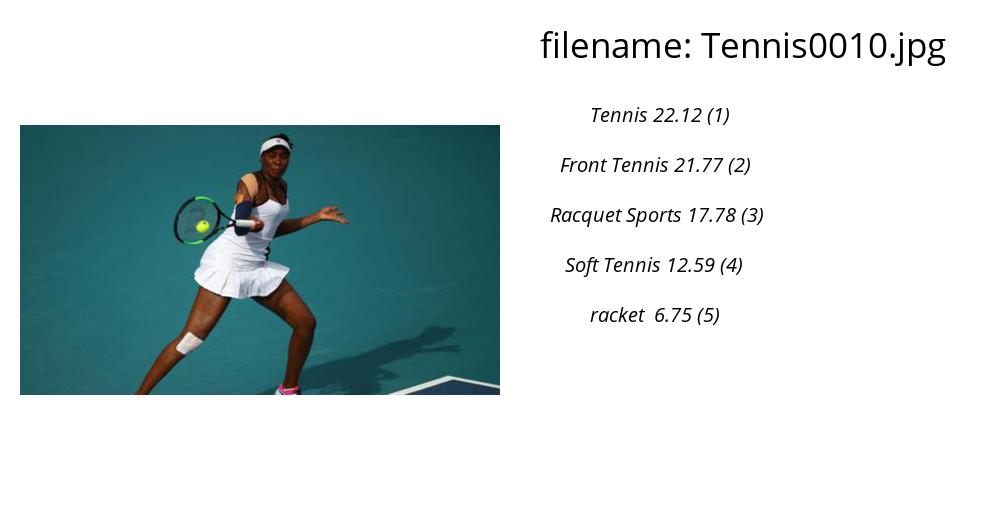 filename: Tennis0010.jpg
Tennis 22.12 (1)
Front Tennis 21.77 (2)
Racquet Sports 17.78 (3)
Soft Tennis 12.59 (4)
racket  6.75 (5)